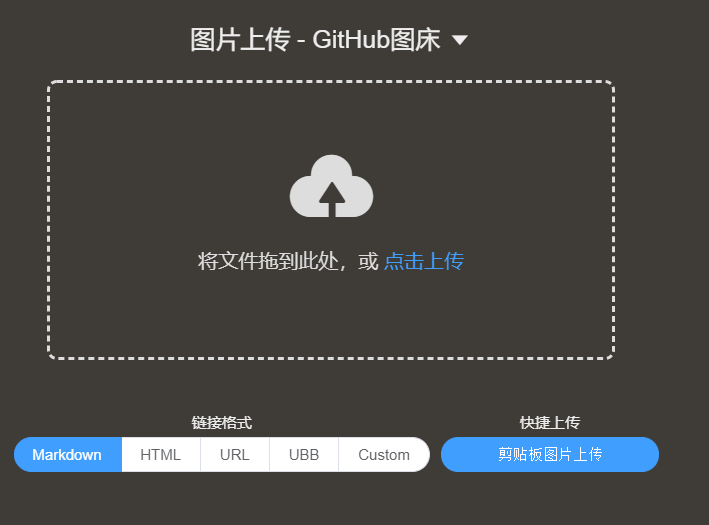 图片上传 - GitHub图床
将文件拖到此处，或 点击上传
链接格式
快捷上传
Markdown HTML URL UBB Custom
剪贴板图片上传